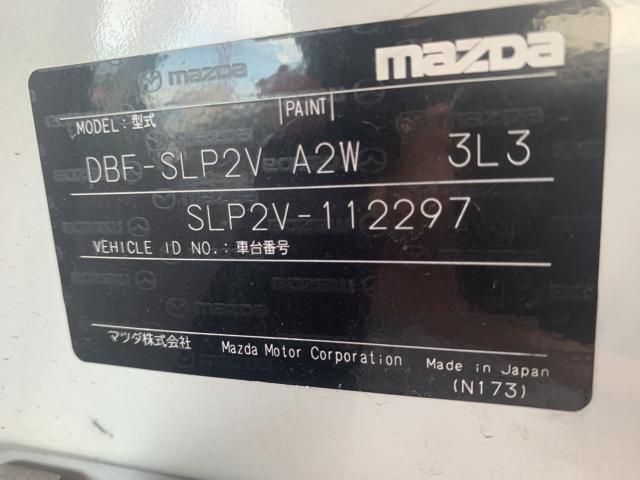 mazda
MODEL:型式 PAINT
DBF-SLP2V A2W 3L3
SLP2V-112297
VEHICLE ID NO.:車台番号
マツダ株式会社 Mazda Motor Corporation Made in Japan
(N173)